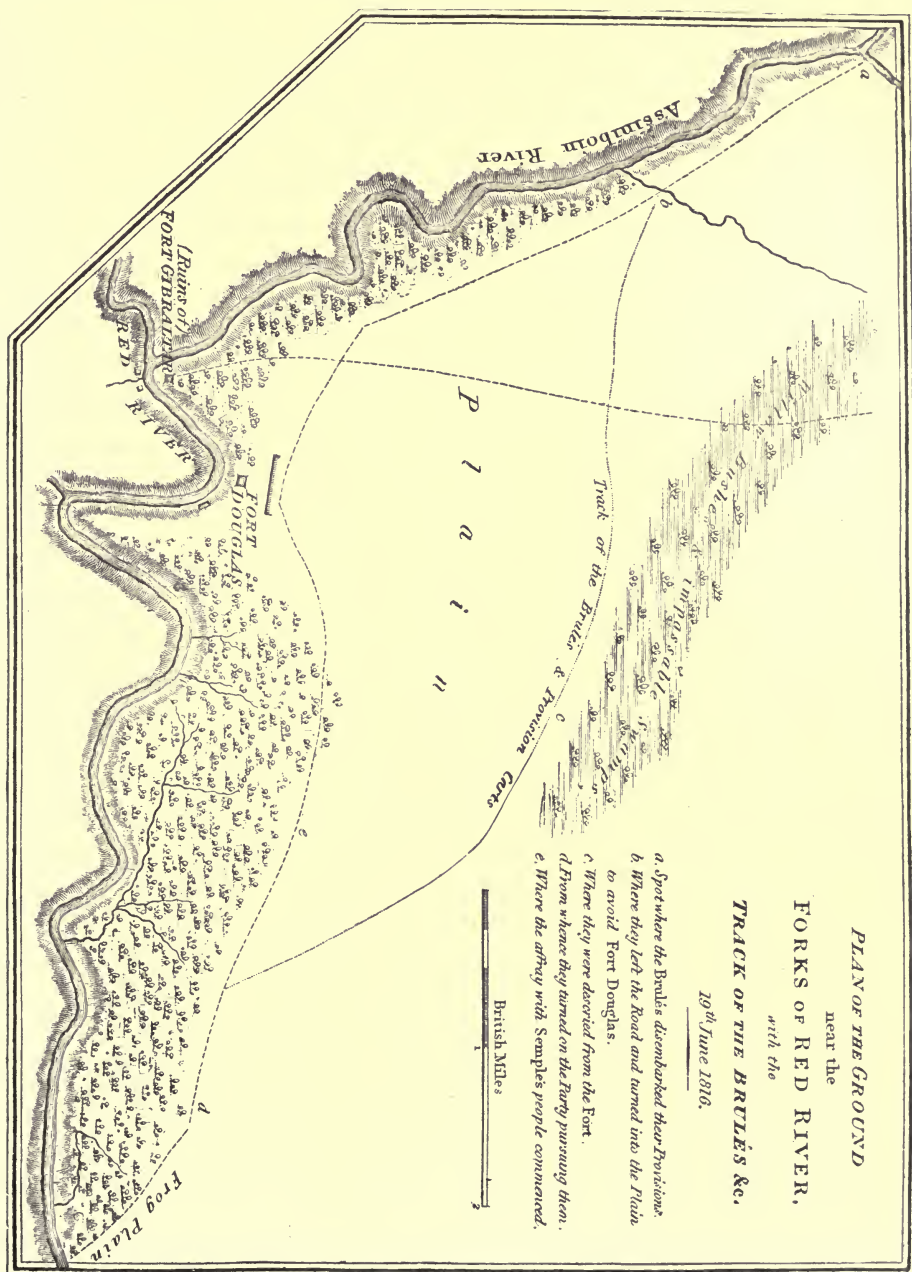 PLAN OF THE GROUND
near the
FORKS OF RED RIVER,
with the
TRACK OF THE BRULÉS &c.
19th June 1816.
a. Spot where the Brulés disembarked their Provisions.
b. Where they left the Road and turned into the Plain
to avoid Fort Douglas.
c. Where they were descried from the Fort.
d. From whence they turned on the Party pursuing them.
e. Where the affray with Semple's people commenced.
British Miles
1
2
a
Assiniboin River
b
Willow Bushes & impassable swamps
Track of the Brules & Provision Carts
c
Plain
(Ruins of)
FORT GIBRALTAR
RED RIVER
FORT
DOUGLAS
e
d
Frog Plain